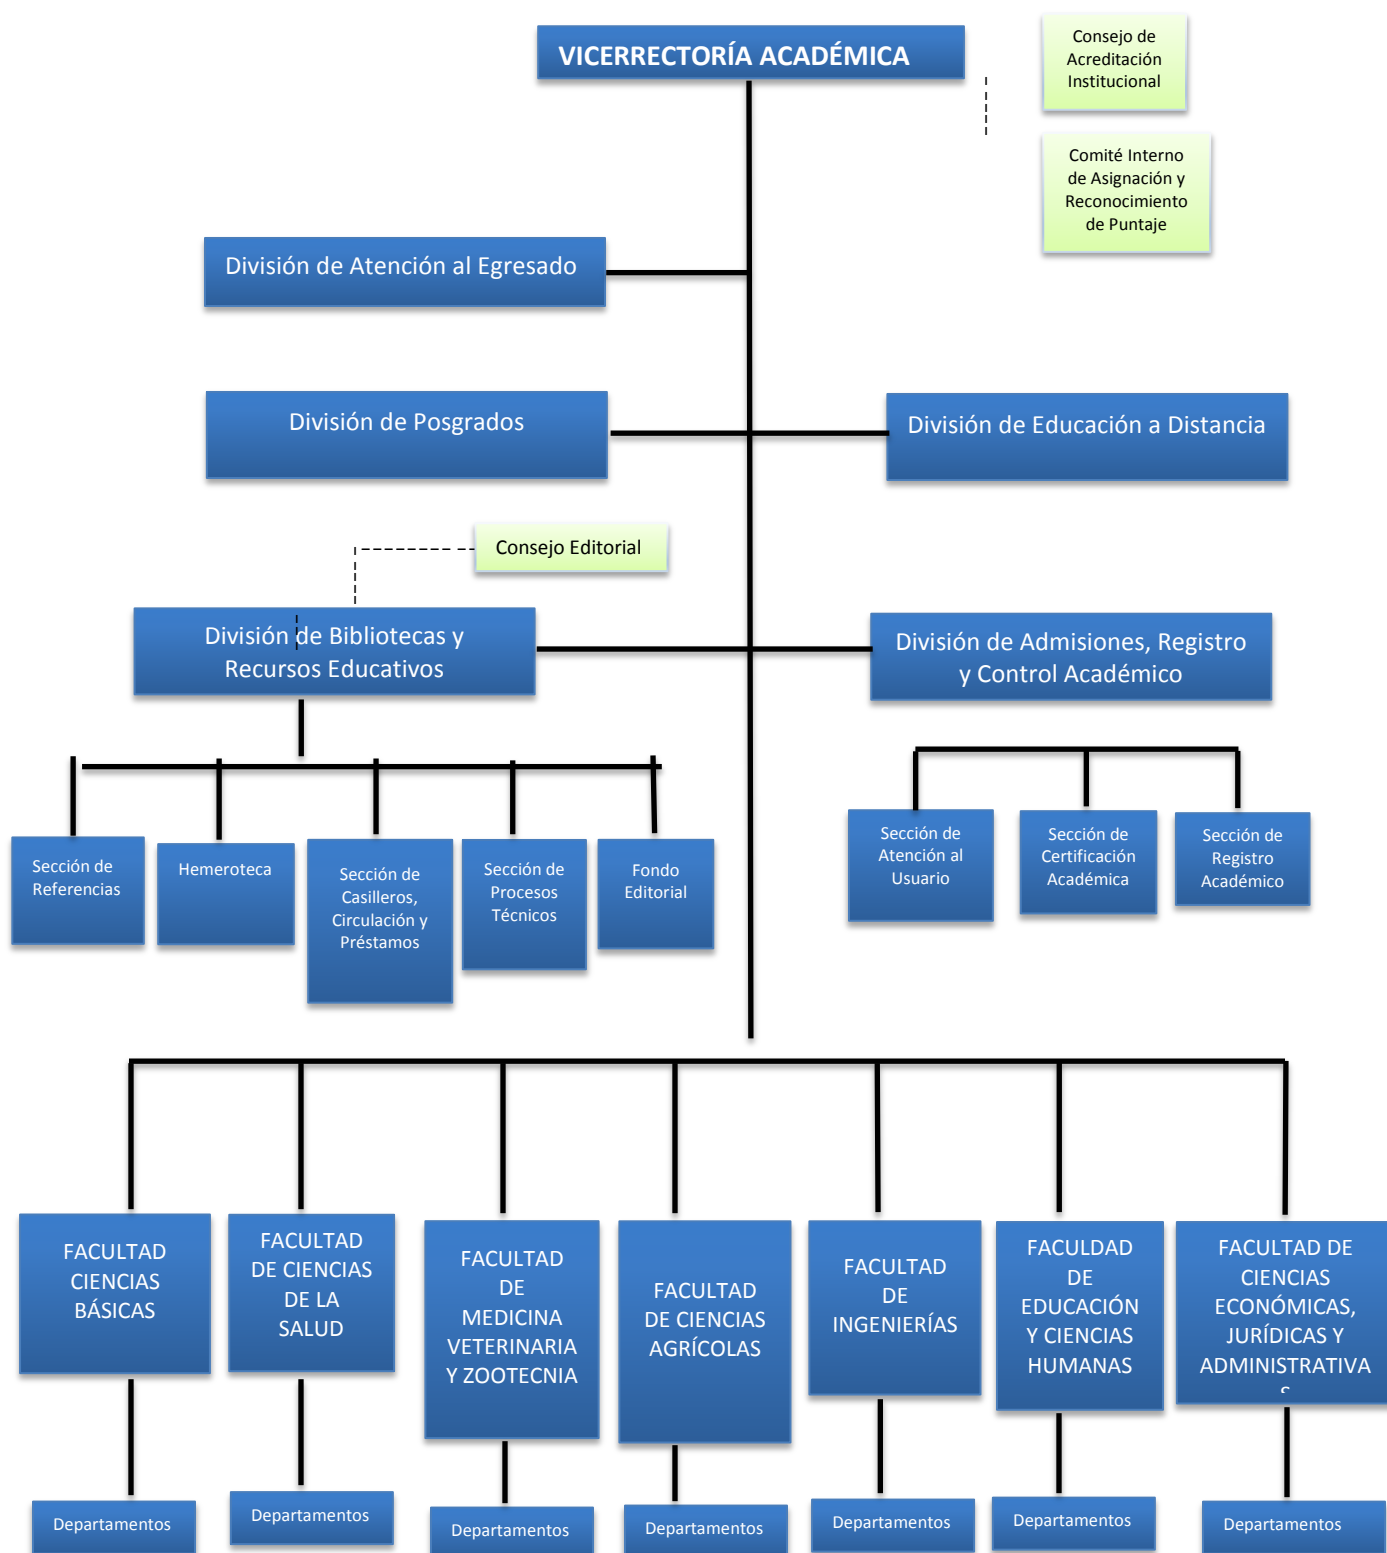 VICERRECTORÍA ACADÉMICA
Consejo de
Acreditación
Institucional
Comité Interno
de Asignación y
Reconocimiento
de Puntaje
División de Atención al Egresado
División de Posgrados
División de Educación a Distancia
Consejo Editorial
División de Bibliotecas y
Recursos Educativos
División de Admisiones, Registro
y Control Académico
Sección de
Referencias
Hemeroteca
Sección de
Casilleros,
Circulación y
Préstamos
Sección de
Procesos
Técnicos
Fondo
Editorial
Sección de
Atención al
Usuario
Sección de
Certificación
Académica
Sección de
Registro
Académico
FACULTAD
CIENCIAS
BÁSICAS
FACULTAD
DE CIENCIAS
DE LA
SALUD
FACULTAD
DE
MEDICINA
VETERINARIA
Y ZOOTECNIA
FACULTAD
DE CIENCIAS
AGRÍCOLAS
FACULTAD
DE
INGENIERÍAS
FACULDAD
DE
EDUCACIÓN
Y CIENCIAS
HUMANAS
FACULTAD DE
CIENCIAS
ECONÓMICAS,
JURÍDICAS Y
ADMINISTRATIVA
S
Departamentos
Departamentos
Departamentos
Departamentos
Departamentos
Departamentos
Departamentos